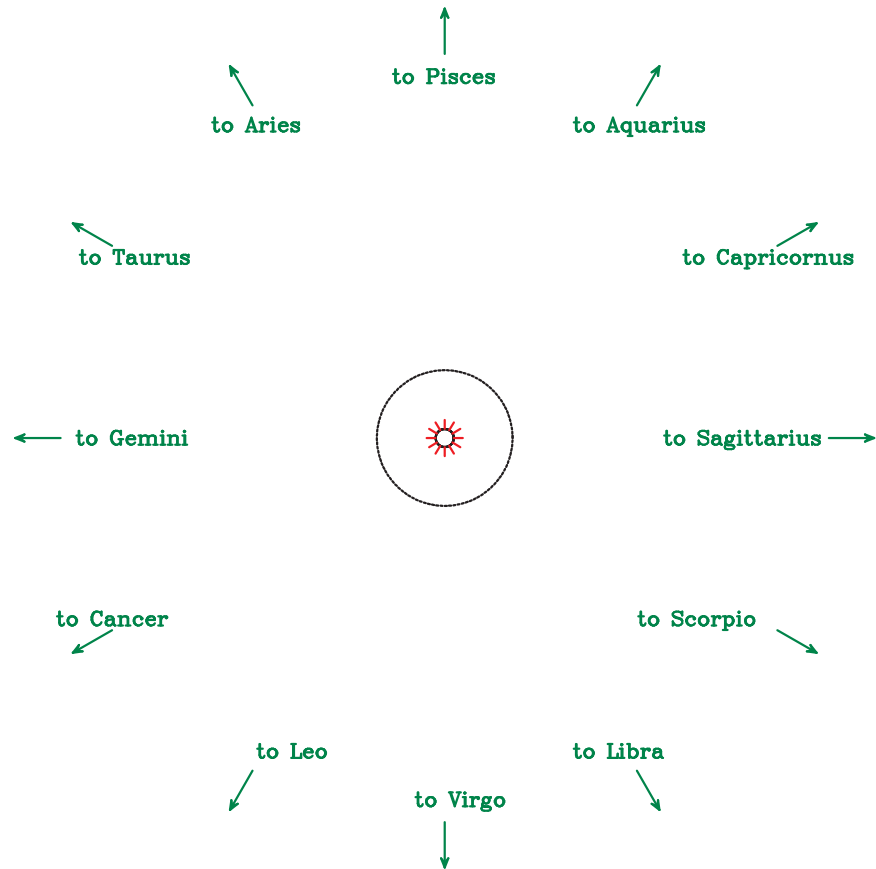 to Pisces
to Aries
to Aquarius
to Taurus
to Capricornus
to Gemini
to Sagittarius
to Cancer
to Scorpio
to Leo
to Libra
to Virgo